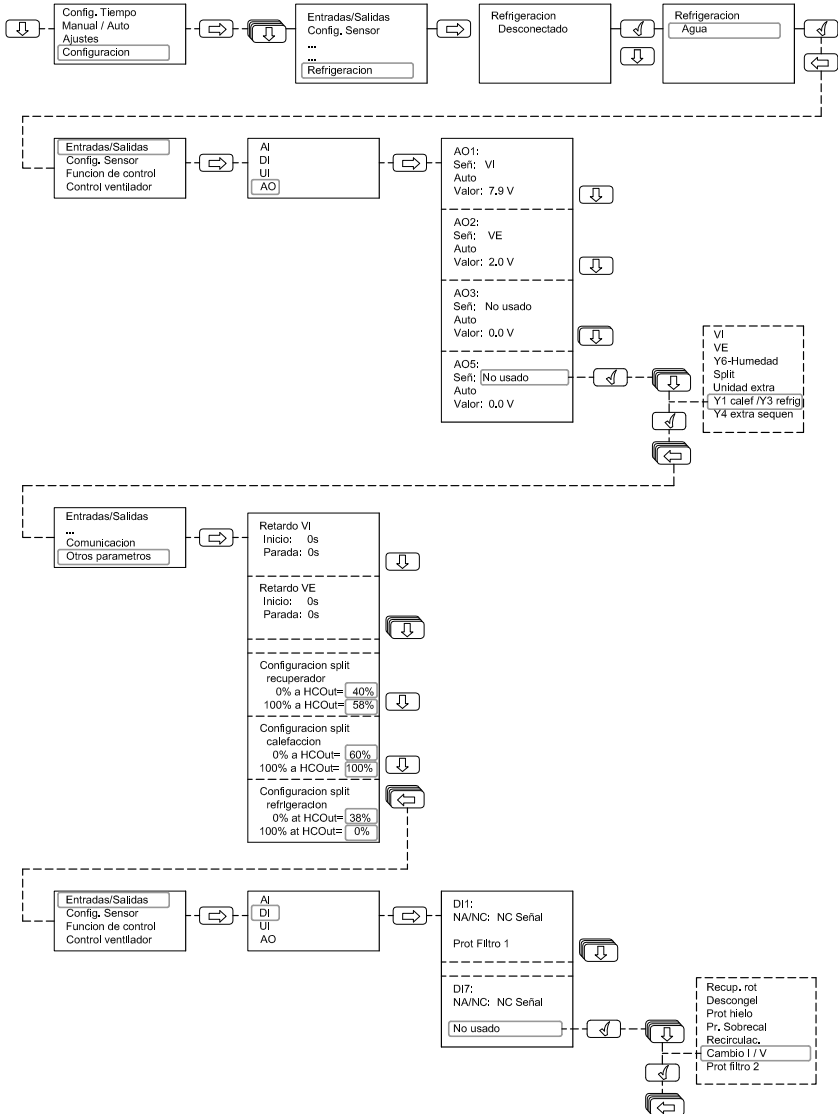 Config. Tiempo
Manual / Auto
Ajustes
Configuracion
Entradas/Salidas
Config. Sensor
...
...
Refrigeracion
Refrigeracion
Desconectado
Refrigeracion
Agua
Entradas/Salidas
Config. Sensor
Funcion de control
Control ventilador
AI
DI
UI
AO
AO1:
Señ: VI
Auto
Valor: 7.9 V
AO2:
Señ: VE
Auto
Valor: 2.0 V
AO3:
Señ: No usado
Auto
Valor: 0.0 V
AO5:
Señ: No usado
Auto
Valor: 0.0 V
VI
VE
Y6-Humedad
Split
Unidad extra
Y1 calef /Y3 refrig
Y4 extra sequen
Entradas/Salidas
...
Comunicacion
Otros parametros
Retardo VI
Inicio: 0s
Parada: 0s
Retardo VE
Inicio: 0s
Parada: 0s
Configuracion split
recuperador
0% a HCOut= 40%
100% a HCOut= 58%
Configuracion split
calefaccion
0% a HCOut= 60%
100% a HCOut= 100%
Configuracion split
refrIgeracion
0% at HCOut= 38%
100% at HCOut= 0%
Entradas/Salidas
Config. Sensor
Funcion de control
Control ventilador
AI
DI
UI
AO
DI1:
NA/NC: NC Señal
Prot Filtro 1
DI7:
NA/NC: NC Señal
No usado
Recup. rot
Descongel
Prot hielo
Pr. Sobrecal
Recirculac.
Cambio I / V
Prot filtro 2